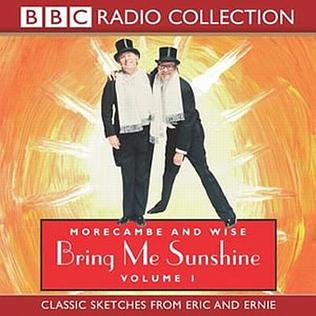 BBC RADIO COLLECTION
MORECAMBE AND WISE
Bring Me Sunshine
VOLUME 1
CLASSIC SKETCHES FROM ERIC AND ERNIE